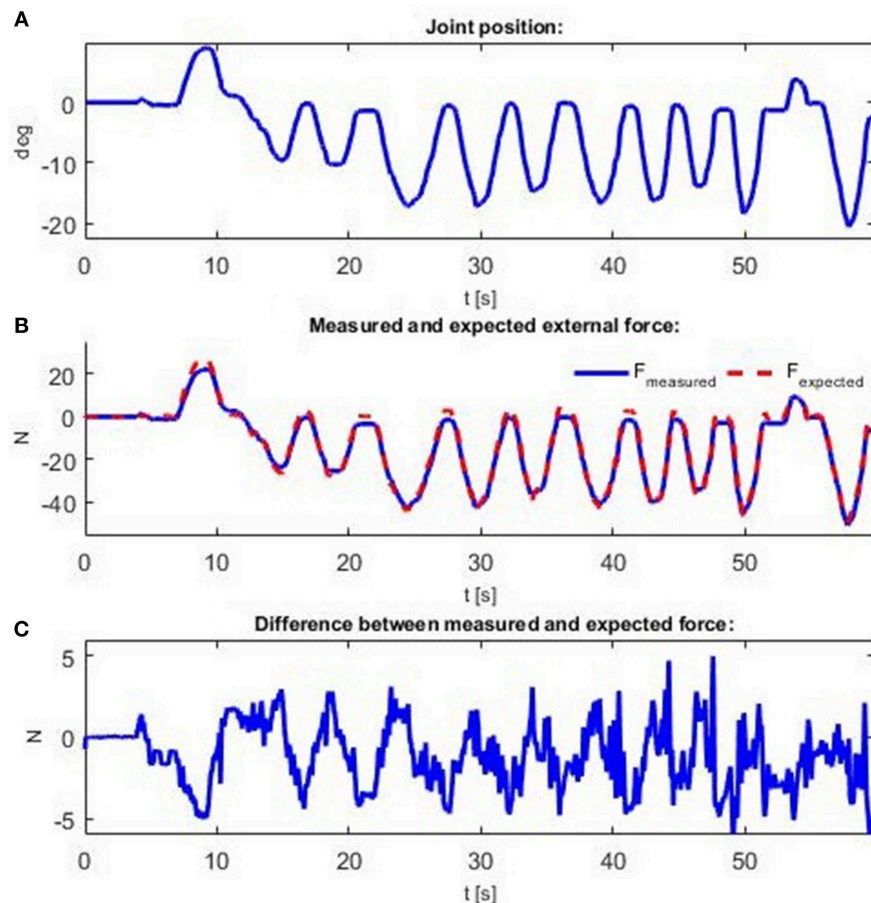 A
Joint position:
0
-10
-20
deg
0 10 20 30 40 50
t [s]
B
Measured and expected external force:
20
0
-20
-40
N
F measured F expected
0 10 20 30 40 50
t [s]
C
Difference between measured and expected force:
5
0
-5
N
0 10 20 30 40 50
t [s]